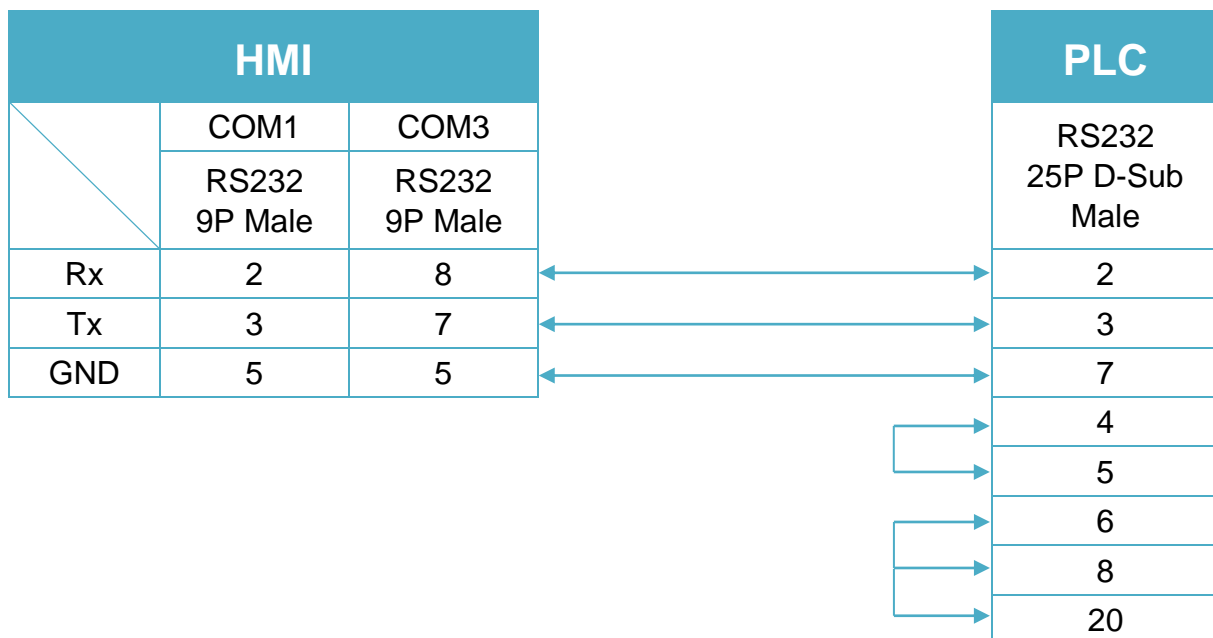 HMI PLC
COM1 COM3
RS232
25P D-Sub
Male
RS232
9P Male
RS232
9P Male
Rx 2 8 2
Tx 3 7 3
GND 5 5 7
4
5
6
8
20